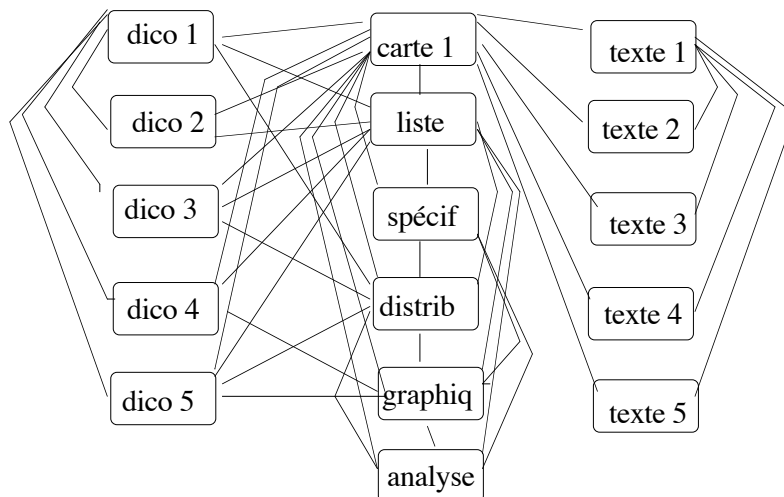 dico 1
carte 1
texte 1
dico 2
liste
texte 2
dico 3
spécif
texte 3
dico 4
distrib
texte 4
dico 5
graphiq
texte 5
analyse